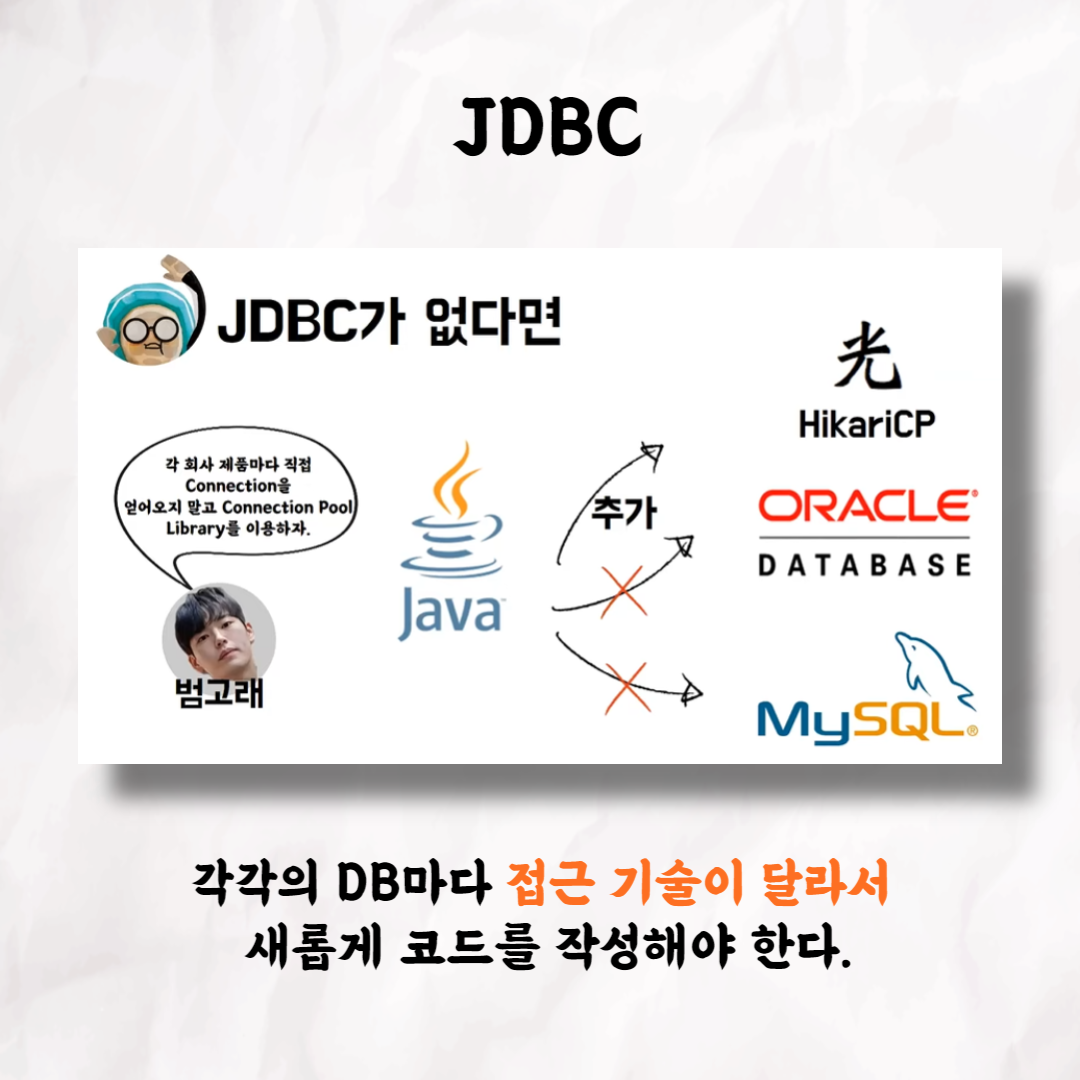 JDBC
JDBC가 없다면
光
HikariCP
각 회사 제품마다 직접
Connection을
얻어오지 말고 Connection Pool
Library를 이용하자.
추가
ORACLE®
DATABASE
Java™
범고래
MySQL®
각각의 DB마다 접근 기술이 달라서
새롭게 코드를 작성해야 한다.